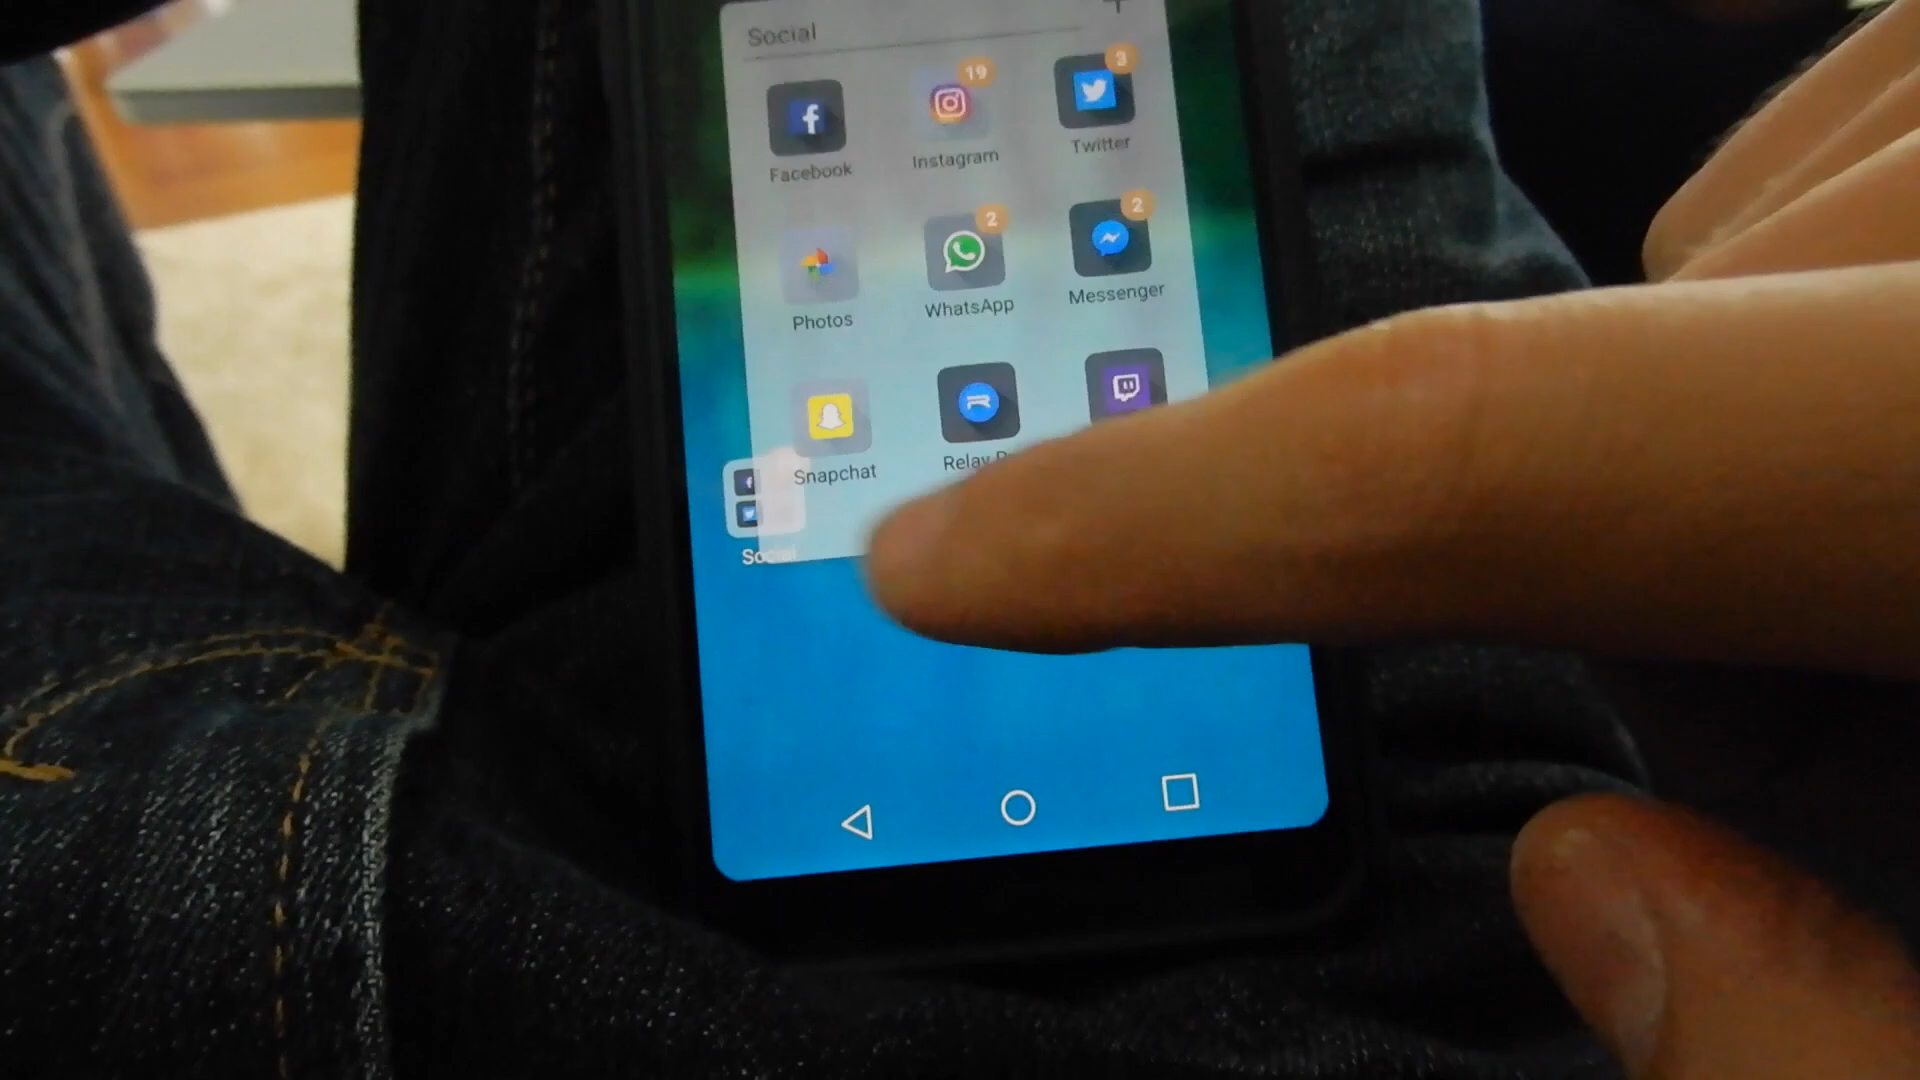 Social
19
3
Facebook
Instagram
Twitter
2
2
Photos
WhatsApp
Messenger
Snapchat
Relay
Social